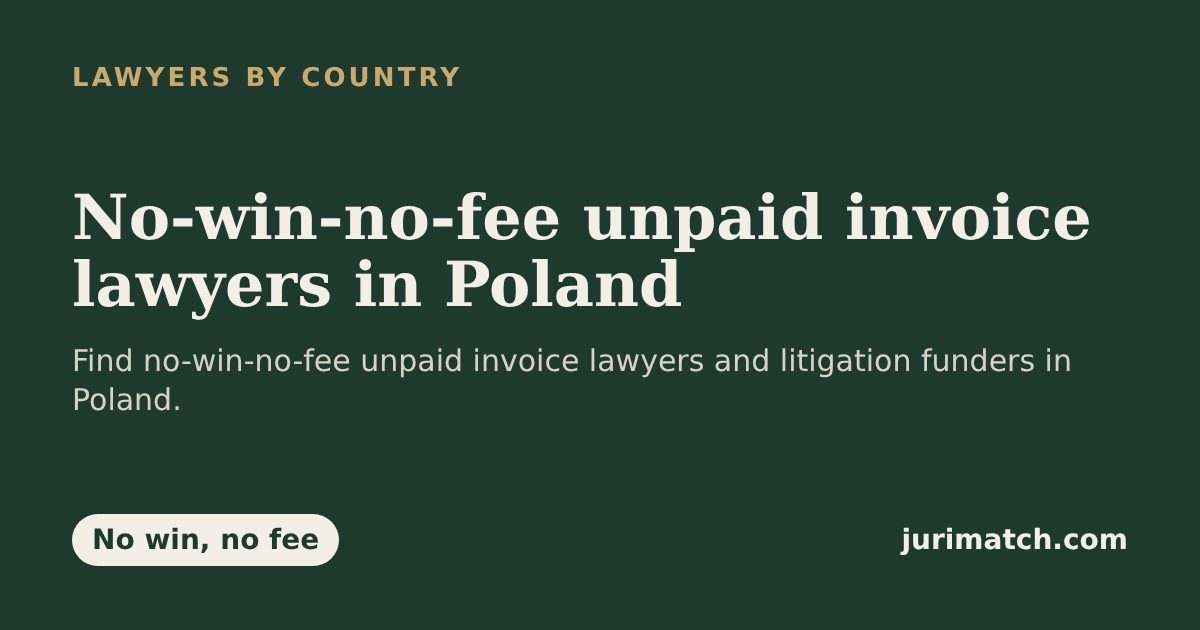 LAWYERS BY COUNTRY
No-win-no-fee unpaid invoice
lawyers in Poland
Find no-win-no-fee unpaid invoice lawyers and litigation funders in
Poland.
No win, no fee
jurimatch.com